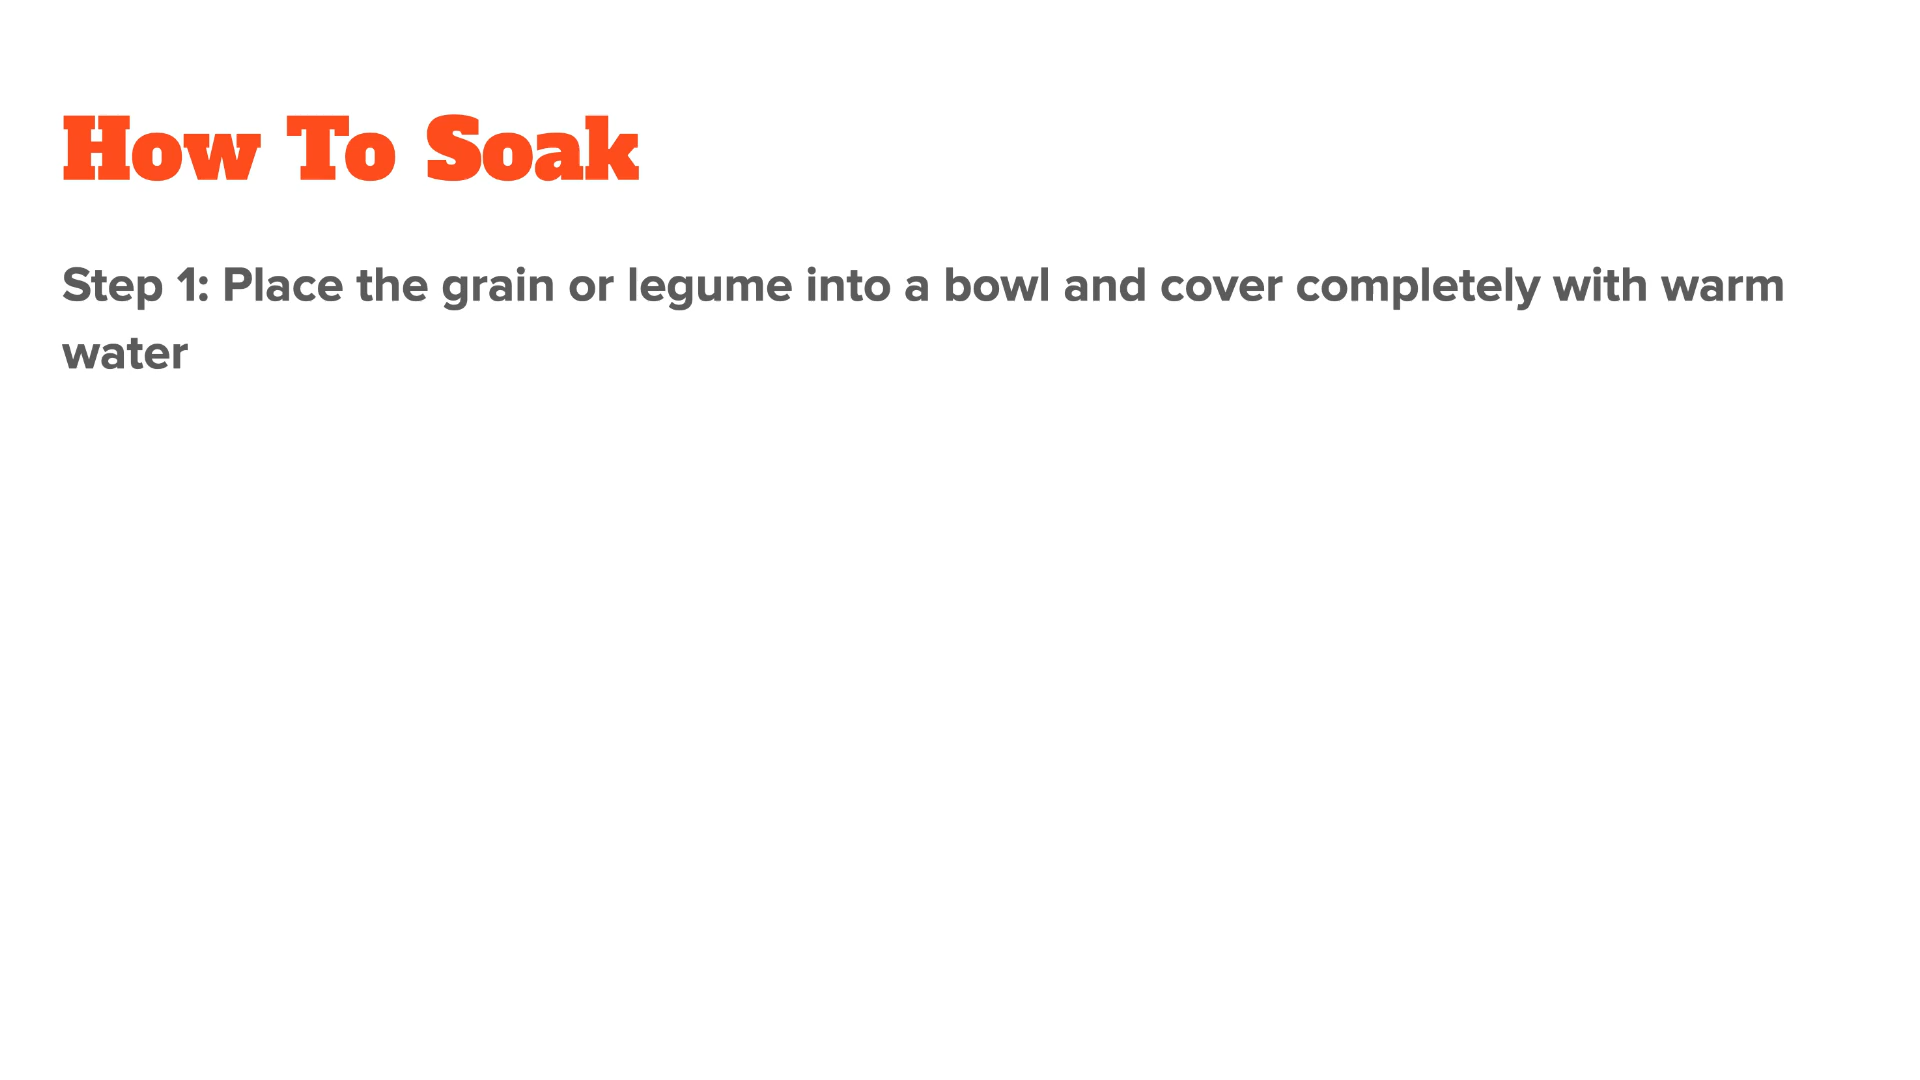 How To Soak
Step 1: Place the grain or legume into a bowl and cover completely with warm
water